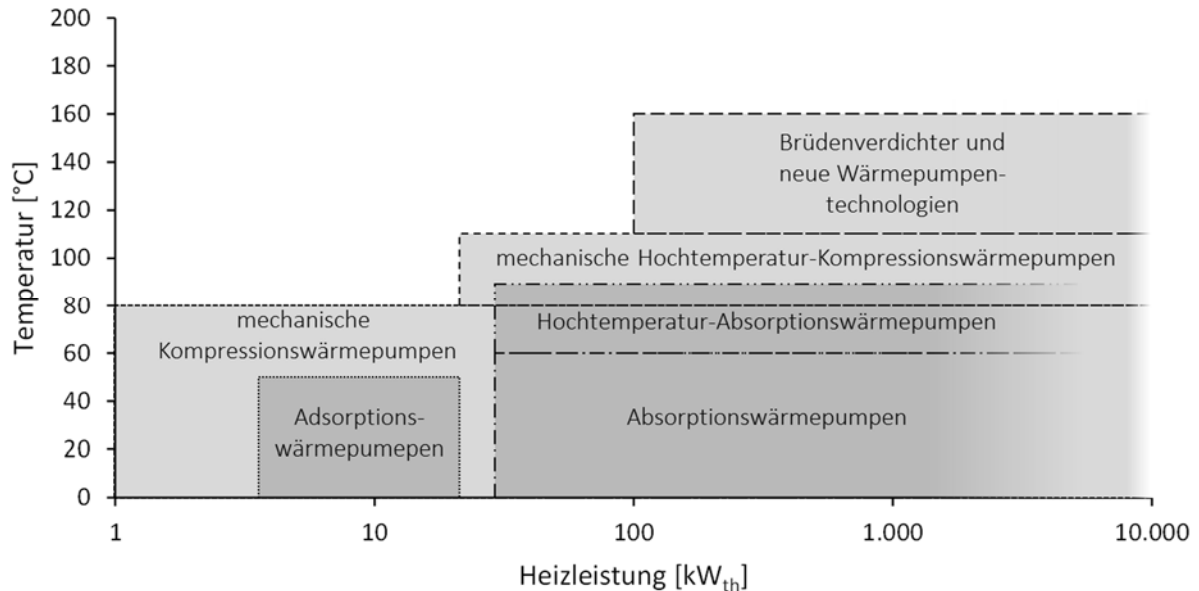 200
180
160
140
120
100
80
60
40
20
0
Temperatur [°C]
Brüdenverdichter und
neue Wärmepumpen-
technologien
mechanische Hochtemperatur-Kompressionswärmepumpen
mechanische
Kompressionswärmepumpen
Hochtemperatur-Absorptionswärmepumpen
Adsorptions-
wärmepumepen
Absorptionswärmepumpen
1
10
100
1.000
10.000
Heizleistung [kWth]